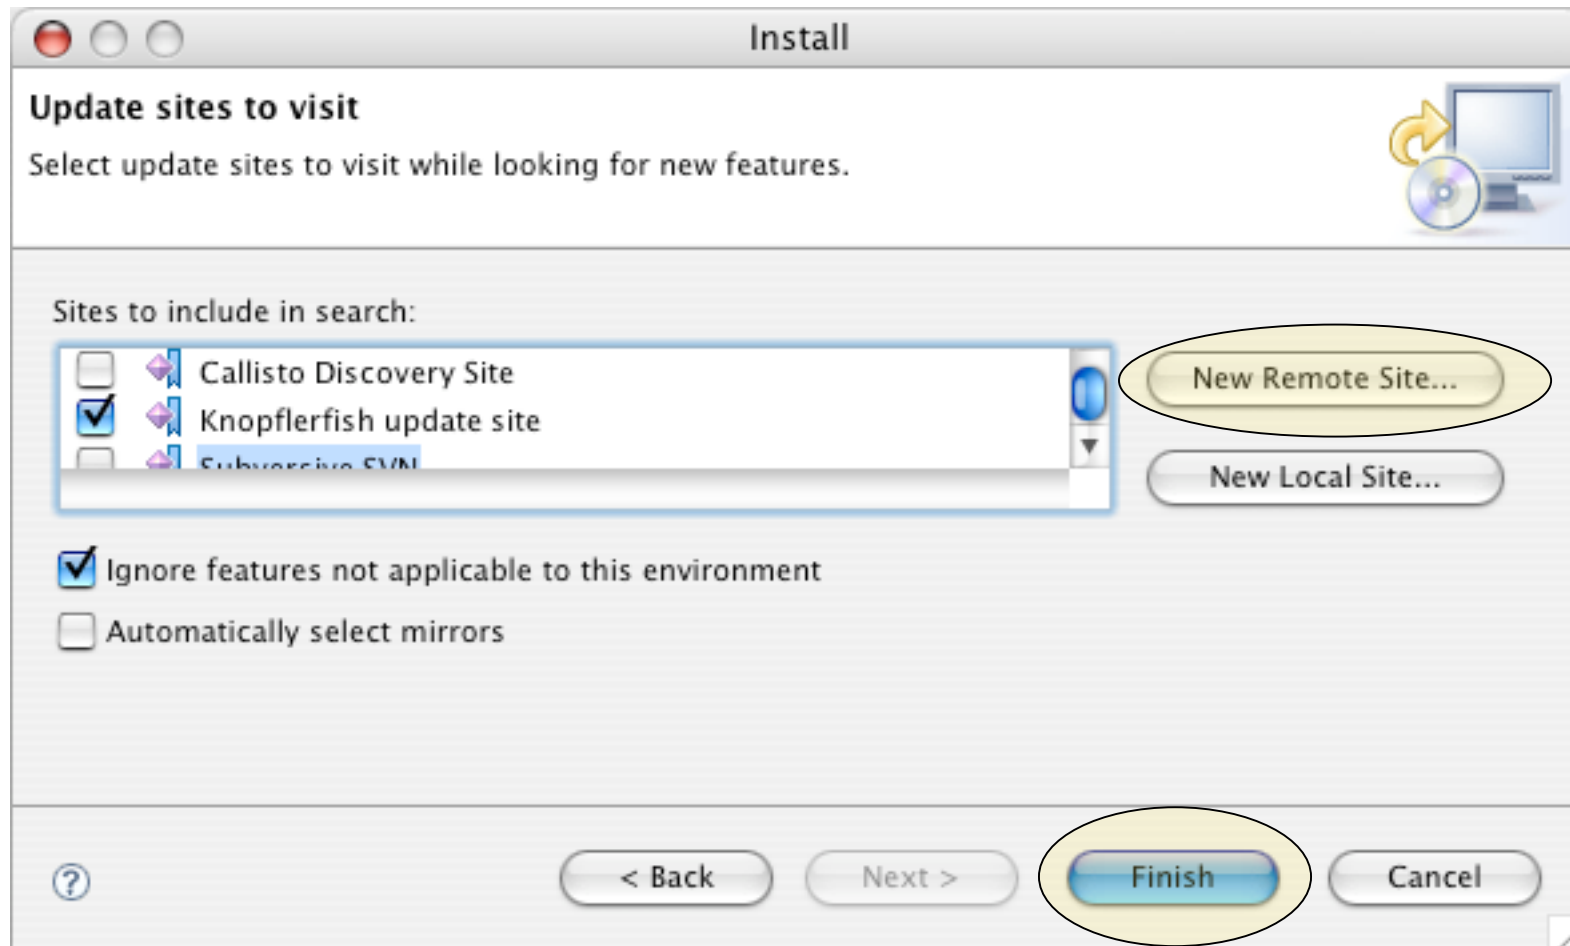 Install
Update sites to visit
Select update sites to visit while looking for new features.
Sites to include in search:
Callisto Discovery Site
Knopflerfish update site
Subversive SVN
New Remote Site...
New Local Site...
Ignore features not applicable to this environment
Automatically select mirrors
?
< Back
Next >
Finish
Cancel